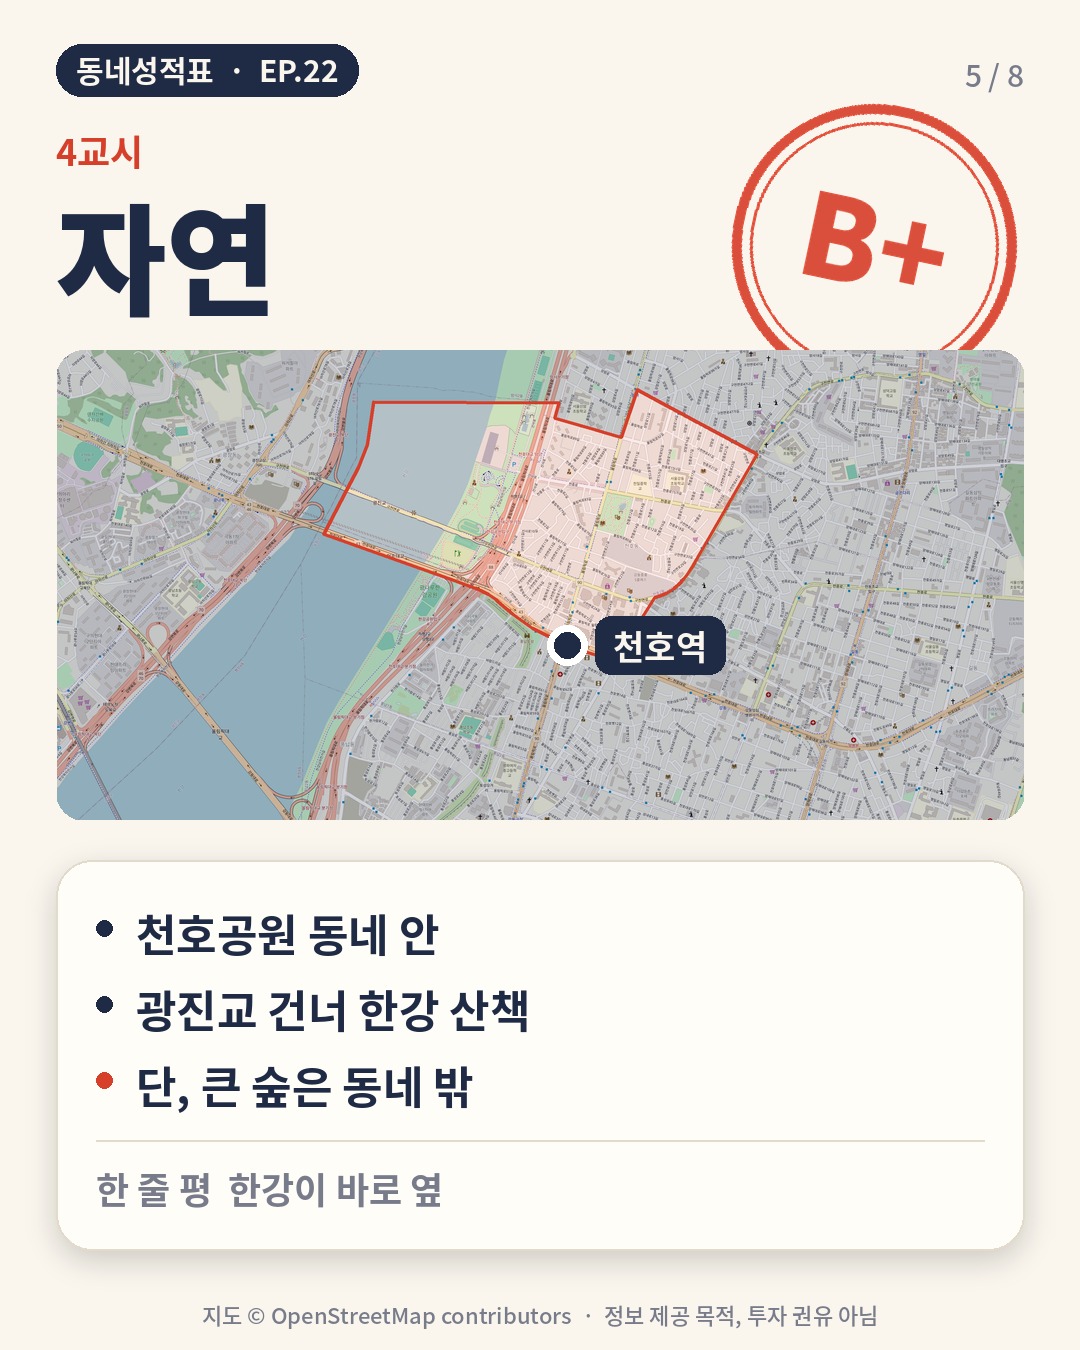 동네성적표 · EP.22
5 / 8
4교시
자연
B+
천호역
천호공원 동네 안
광진교 건너 한강 산책
단, 큰 숲은 동네 밖
한 줄 평 한강이 바로 옆
지도 © OpenStreetMap contributors · 정보 제공 목적, 투자 권유 아님